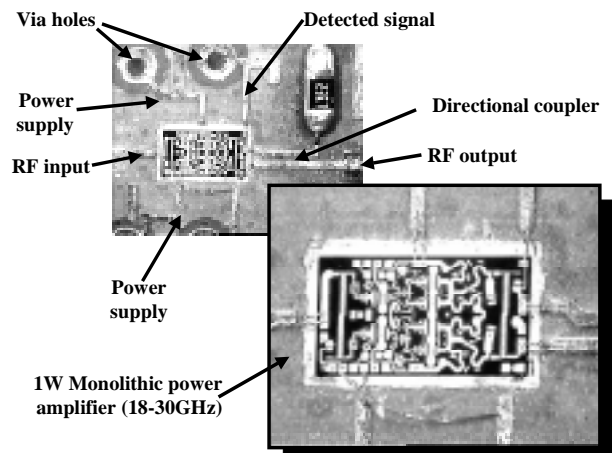 Via holes
Detected signal
Power
supply
Directional coupler
RF input
RF output
Power
supply
1W Monolithic power
amplifier (18-30GHz)